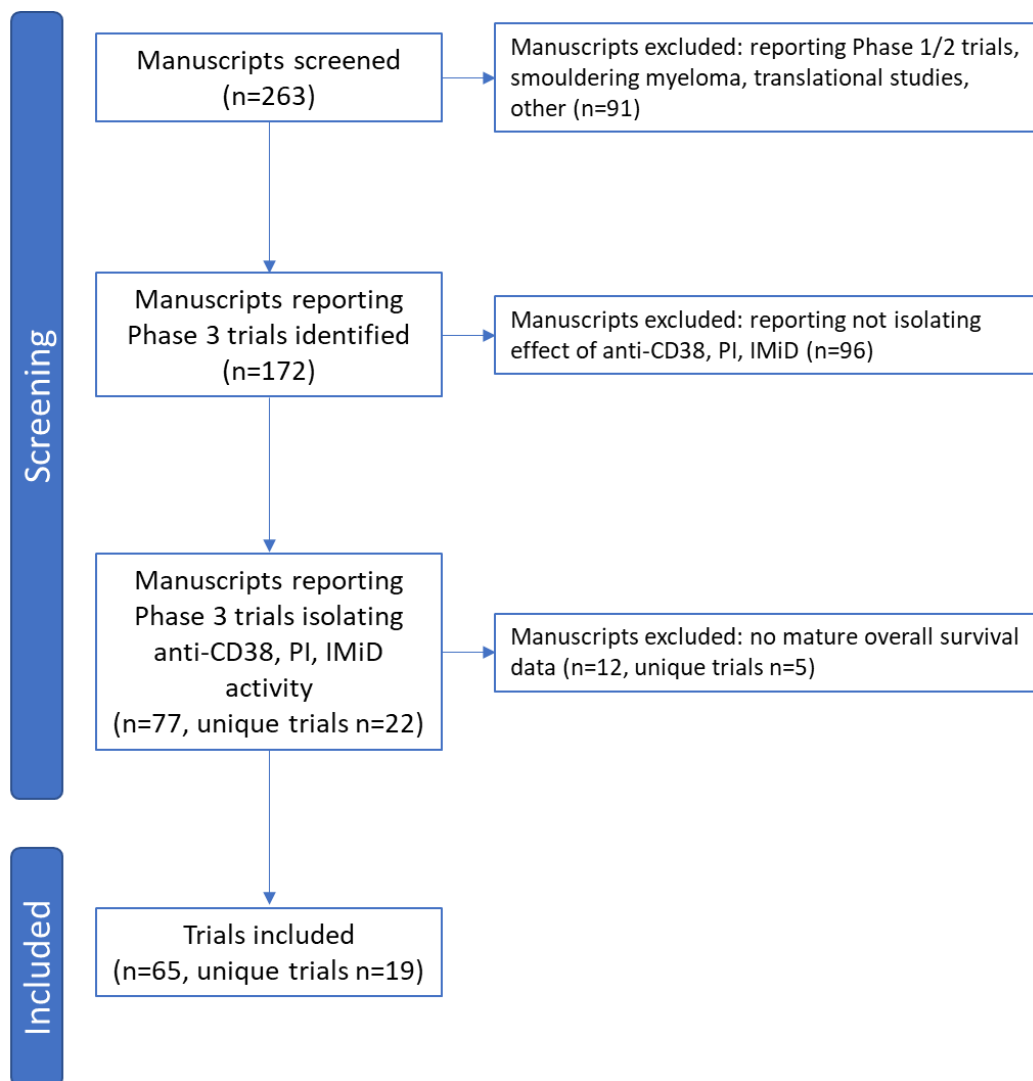 Screening
Manuscripts screened
(n=263)
Manuscripts excluded: reporting Phase 1/2 trials,
smouldering myeloma, translational studies,
other (n=91)
Manuscripts reporting
Phase 3 trials identified
(n=172)
Manuscripts excluded: reporting not isolating
effect of anti-CD38, PI, IMiD (n=96)
Manuscripts reporting
Phase 3 trials isolating
anti-CD38, PI, IMiD
activity
(n=77, unique trials n=22)
Manuscripts excluded: no mature overall survival
data (n=12, unique trials n=5)
Included
Trials included
(n=65, unique trials n=19)